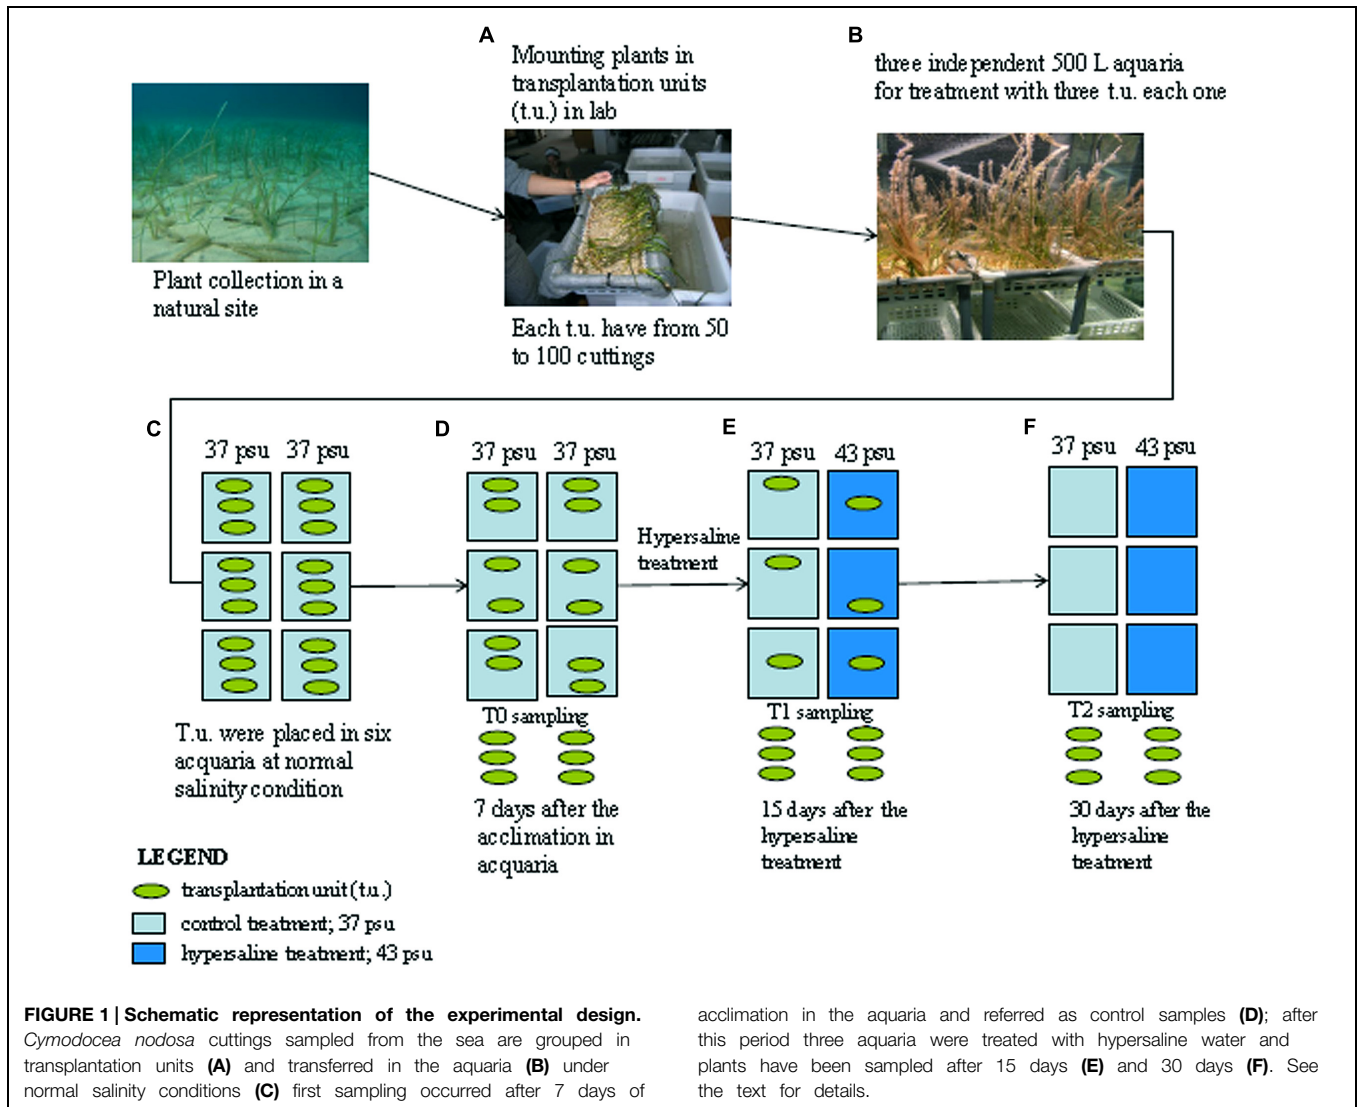 A
Mounting plants in
transplantation units
(t.u.) in lab
B
three independent 500 L aquaria
for treatment with three t.u. each one
Plant collection in a
natural site
Each t.u. have from 50
to 100 cuttings
C
37 psu 37 psu
T.u. were placed in six
acquaria at normal
salinity condition
D
37 psu 37 psu
T0 sampling
7 days after the
acclimation in
acquaria
Hypersaline
treatment
E
37 psu 43 psu
T1 sampling
15 days after the
hypersaline
treatment
F
37 psu 43 psu
T2 sampling
30 days after the
hypersaline
treatment
LEGEND
transplantation unit (t.u.)
control treatment; 37 psu
hypersaline treatment; 43 psu
FIGURE 1 | Schematic representation of the experimental design.
Cymodocea nodosa cuttings sampled from the sea are grouped in
transplantation units (A) and transferred in the aquaria (B) under
normal salinity conditions (C) first sampling occurred after 7 days of
acclimation in the aquaria and referred as control samples (D); after
this period three aquaria were treated with hypersaline water and
plants have been sampled after 15 days (E) and 30 days (F). See
the text for details.